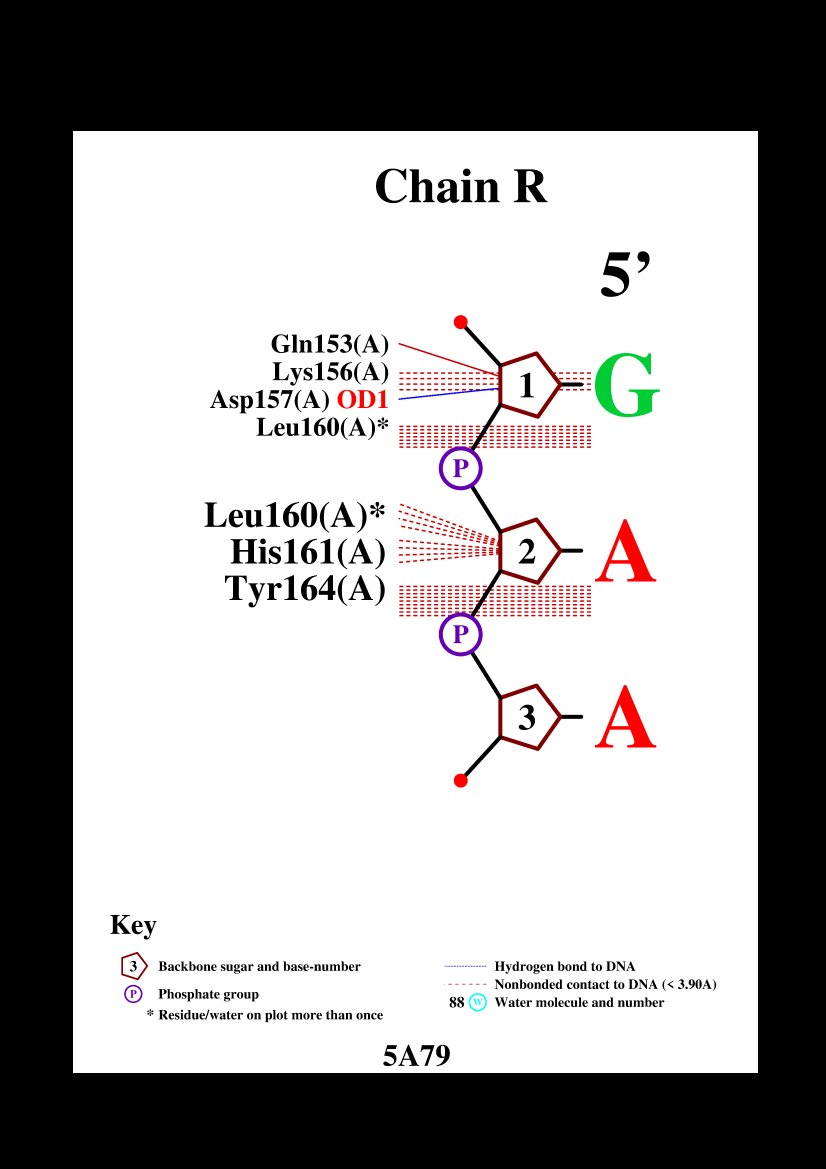 Chain R
5’
Gln153(A)
Lys156(A)
Asp157(A) OD1
Leu160(A)*
1
G
P
Leu160(A)*
His161(A)
Tyr164(A)
2
A
P
3
A
Key
3 Backbone sugar and base-number
P Phosphate group
* Residue/water on plot more than once
Hydrogen bond to DNA
Nonbonded contact to DNA (< 3.90A)
88 W Water molecule and number
5A79